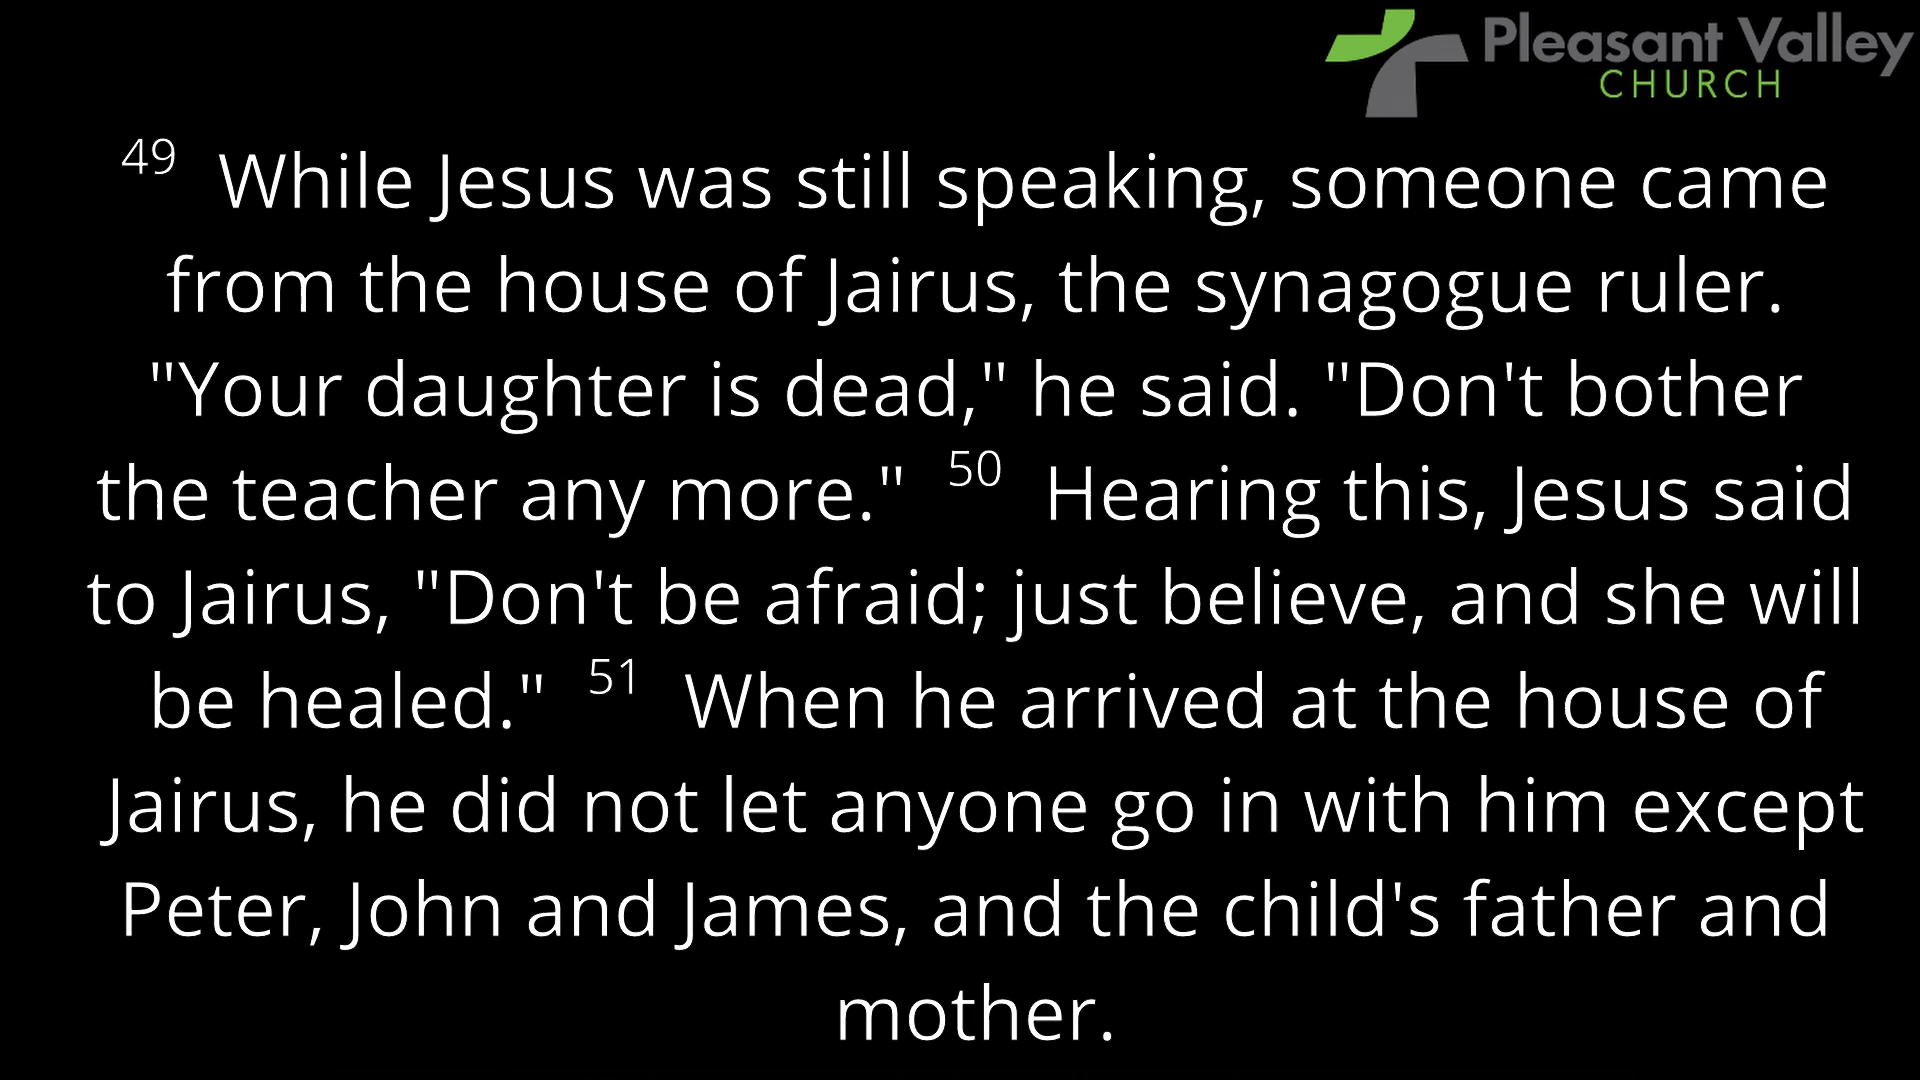 Pleasant Valley
CHURCH
49 While Jesus was still speaking, someone came
from the house of Jairus, the synagogue ruler.
"Your daughter is dead," he said. "Don't bother
the teacher any more." 50 Hearing this, Jesus said
to Jairus, "Don't be afraid; just believe, and she will
be healed." 51 When he arrived at the house of
Jairus, he did not let anyone go in with him except
Peter, John and James, and the child's father and
mother.